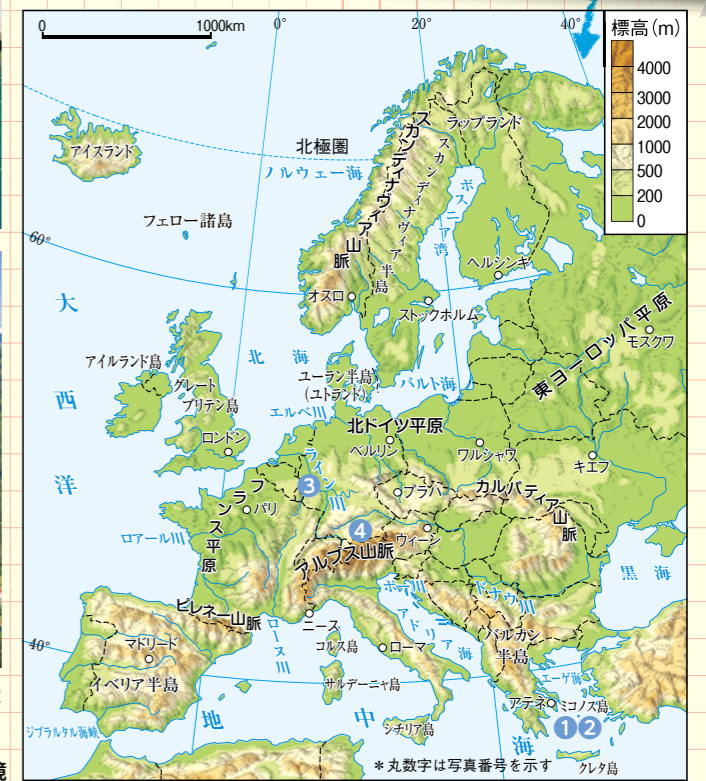 0 1000km
0°
20°
40°
標高(m)
4000
3000
2000
1000
500
200
0
アイスランド
北極圏
ラップランド
ノルウェー海
スカンディナヴィア山脈
スカンディナヴィア半島
ボスニア湾
フェロー諸島
60°
ヘルシンキ
オスロ
ストックホルム
モスクワ
東ヨーロッパ平原
大西洋
北海
アイルランド島
グレート
ブリテン島
ユーラン半島
(ユトランド)
バルト海
エルベ川
ロンドン
北ドイツ平原
ベルリン
ワルシャワ
キエフ
ライン川
3
プラハ
カルパティア山脈
フランス平原
パリ
ロアール川
4
ウィーン
アルプス山脈
黒海
ポー川
ドナウ川
アドリア海
ピレネー山脈
ニース
ローヌ川
40°
マドリード
コルス島
ローマ
バルカン
半島
イベリア半島
サルデーニャ島
エーゲ海
アテネ
ミコノス島
1 2
ジブラルタル海峡
地中海
シチリア島
クレタ島
*丸数字は写真番号を示す
境